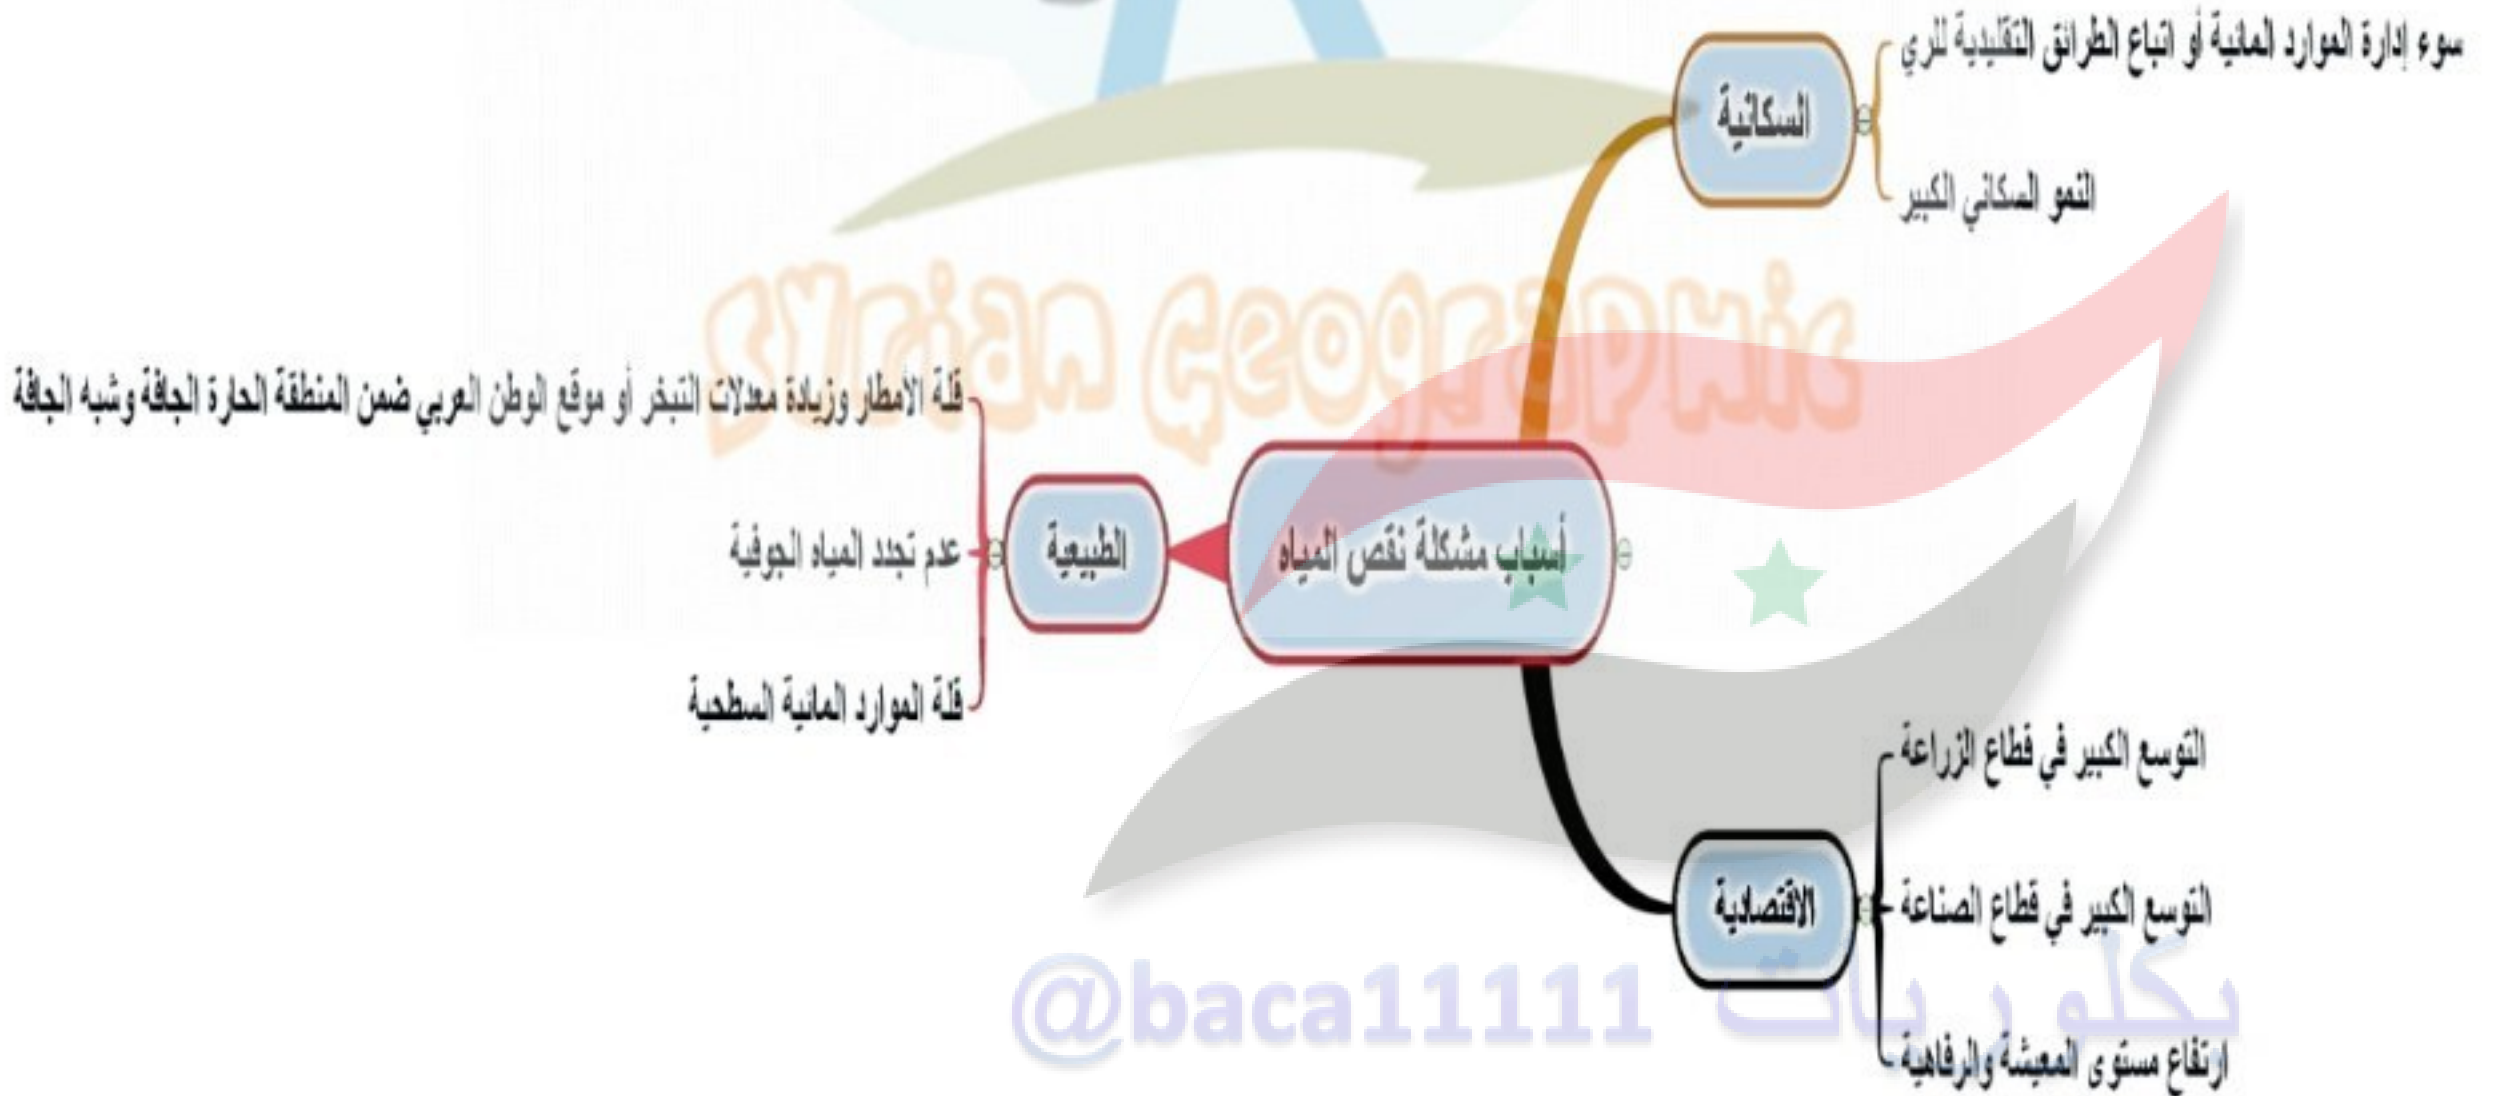 سوء إدارة الموارد المائية أو اتباع الطرائق التقليدية للري
السكانية
النمو السكاني الكبير
Syrian Geographic
قلة الأمطار وزيادة معدلات التبخر أو موقع الوطن العربي ضمن المنطقة الحارة الجافة وشبه الجافة
أسباب مشكلة نقص المياه
الطبيعية
عدم تجدد المياه الجوفية
قلة الموارد المائية السطحية
التوسع الكبير في قطاع الزراعة
الاقتصادية
التوسع الكبير في قطاع الصناعة
بكلوريات @baca11111
ارتفاع مستوى المعيشة والرفاهية